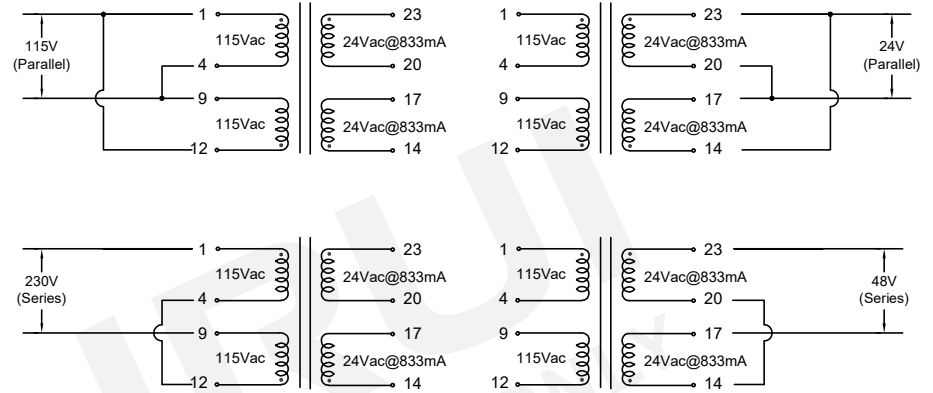 1 23 1 23
115V 115Vac 24Vac@833mA 115Vac 24Vac@833mA 24V
(Parallel) 4 20 4 20 (Parallel)
9 17 9 17
115Vac 24Vac@833mA 115Vac 24Vac@833mA
12 14 12 14
1 23 1 23
230V 115Vac 24Vac@833mA 115Vac 24Vac@833mA 48V
(Series) 4 20 4 20 (Series)
9 17 9 17
115Vac 24Vac@833mA 115Vac 24Vac@833mA
12 14 12 14